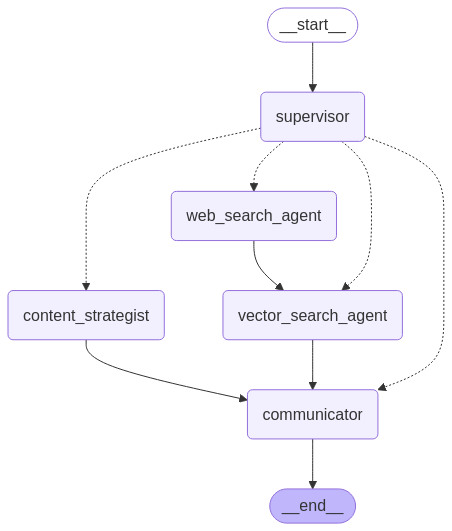 __start__
supervisor
web_search_agent
content_strategist
vector_search_agent
communicator
__end__